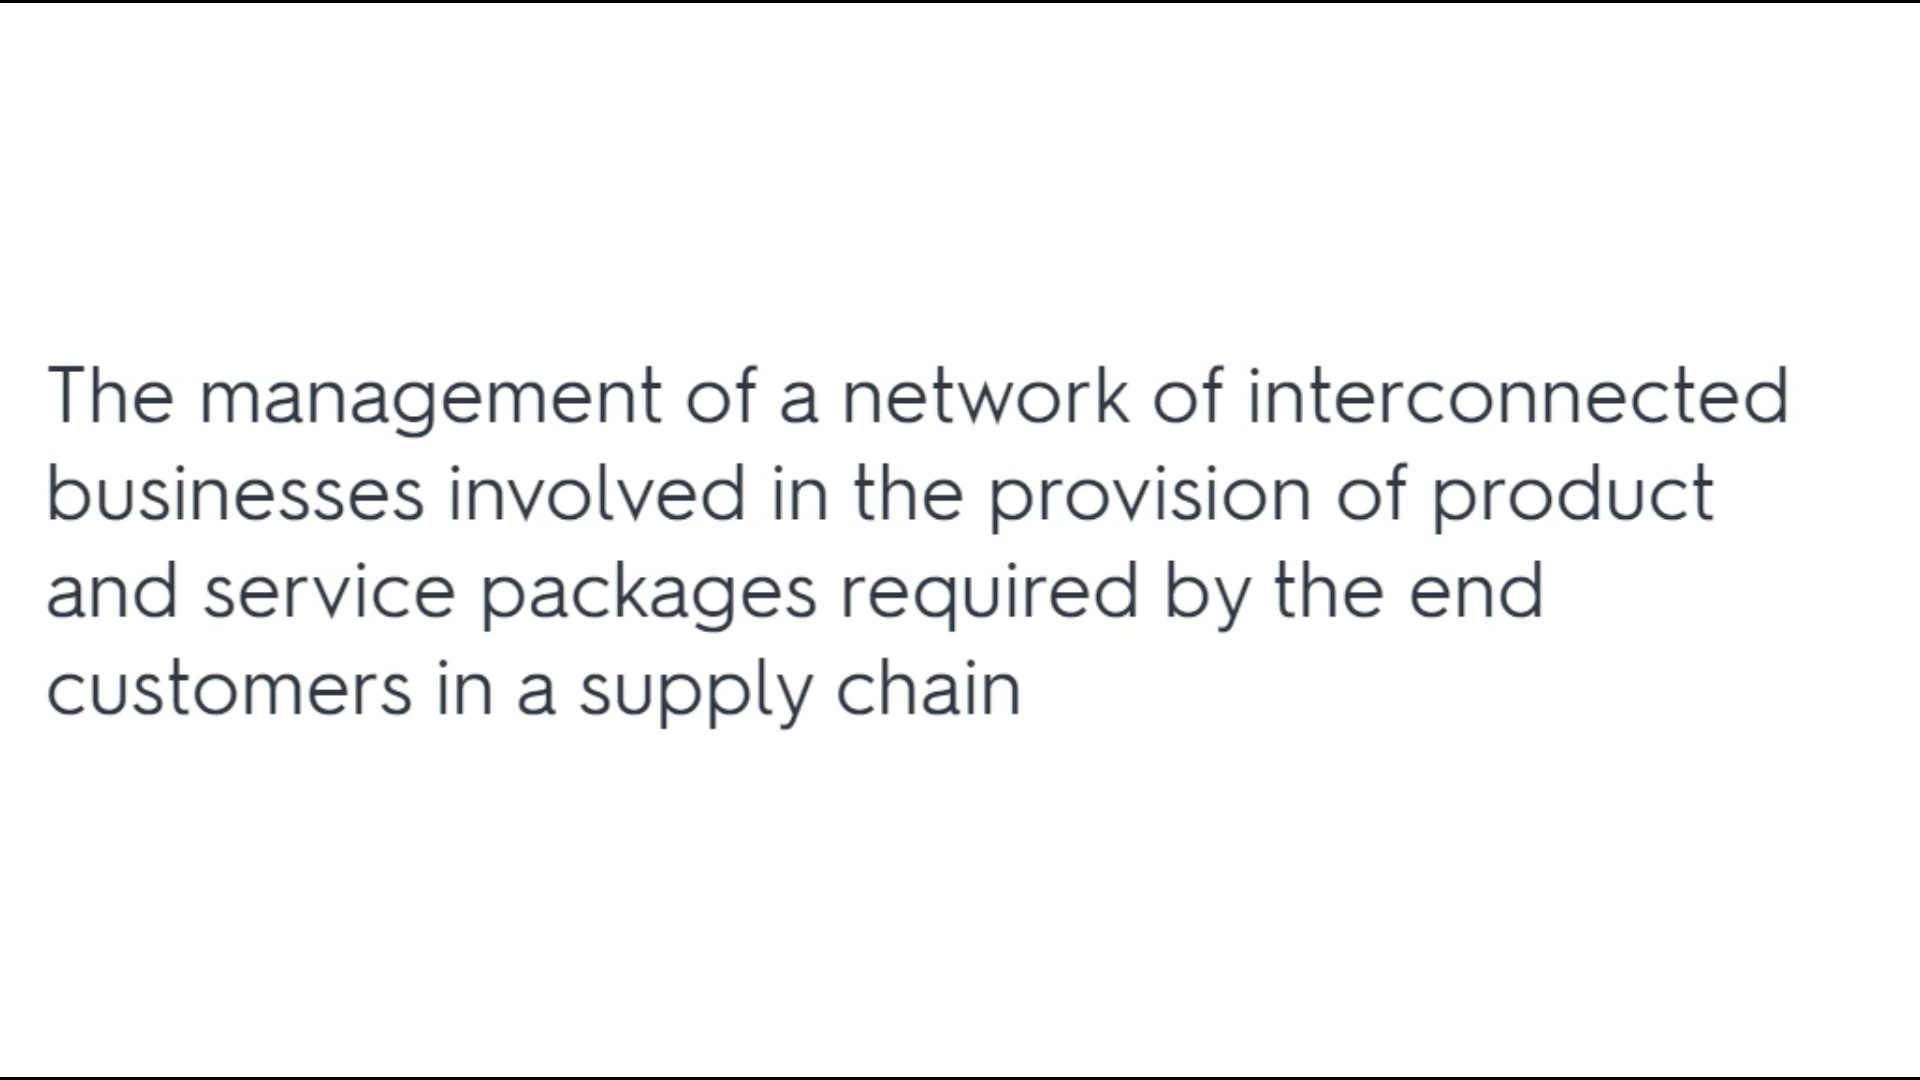 The management of a network of interconnected
businesses involved in the provision of product
and service packages required by the end
customers in a supply chain